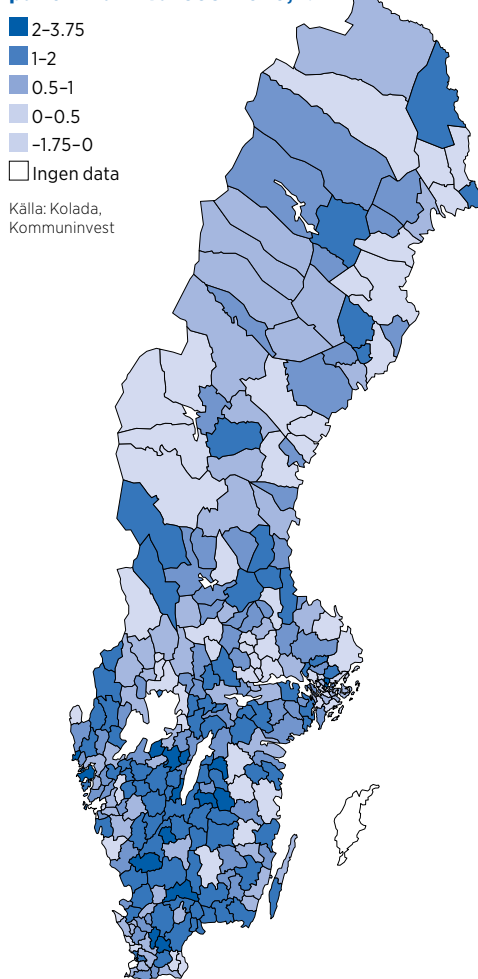 2–3.75
1–2
0.5–1
0–0.5
–1.75–0
Ingen data
Källa: Kolada,
Kommuninvest